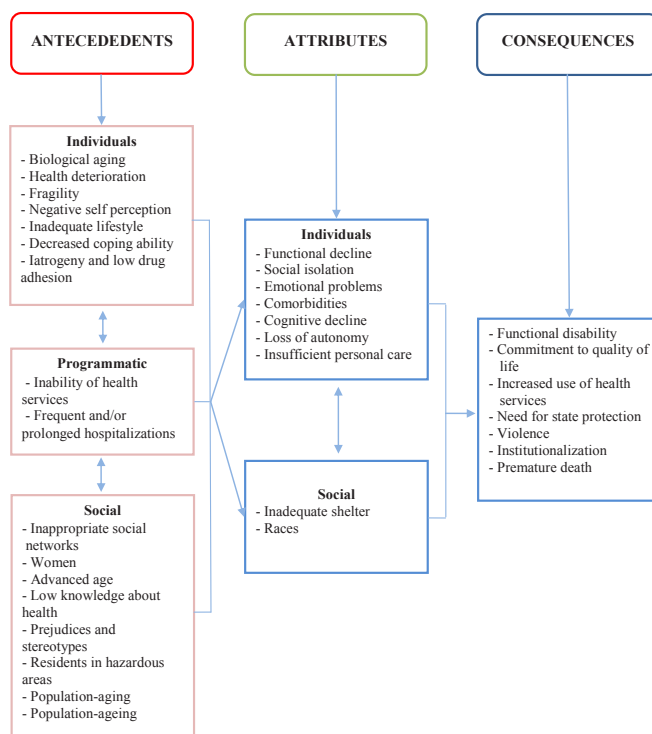 ANTECEDEDENTS
Individuals
- Biological aging
- Health deterioration
- Fragility
- Negative self perception
- Inadequate lifestyle
- Decreased coping ability
- Iatrogeny and low drug
adhesion
Programmatic
- Inability of health
services
- Frequent and/or
prolonged hospitalizations
Social
- Inappropriate social
networks
- Women
- Advanced age
- Low knowledge about
health
- Prejudices and
stereotypes
- Residents in hazardous
areas
- Population-aging
- Population-ageing
ATTRIBUTES
Individuals
- Functional decline
- Social isolation
- Emotional problems
- Comorbidities
- Cognitive decline
- Loss of autonomy
- Insufficient personal care
Social
- Inadequate shelter
- Races
CONSEQUENCES
- Functional disability
- Commitment to quality of
life
- Increased use of health
services
- Need for state protection
- Violence
- Institutionalization
- Premature death